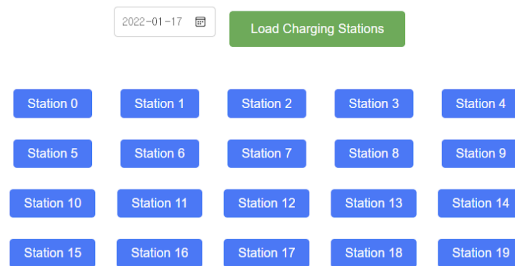 2022-01-17 Load Charging Stations
Station 0 Station 1 Station 2 Station 3 Station 4
Station 5 Station 6 Station 7 Station 8 Station 9
Station 10 Station 11 Station 12 Station 13 Station 14
Station 15 Station 16 Station 17 Station 18 Station 19